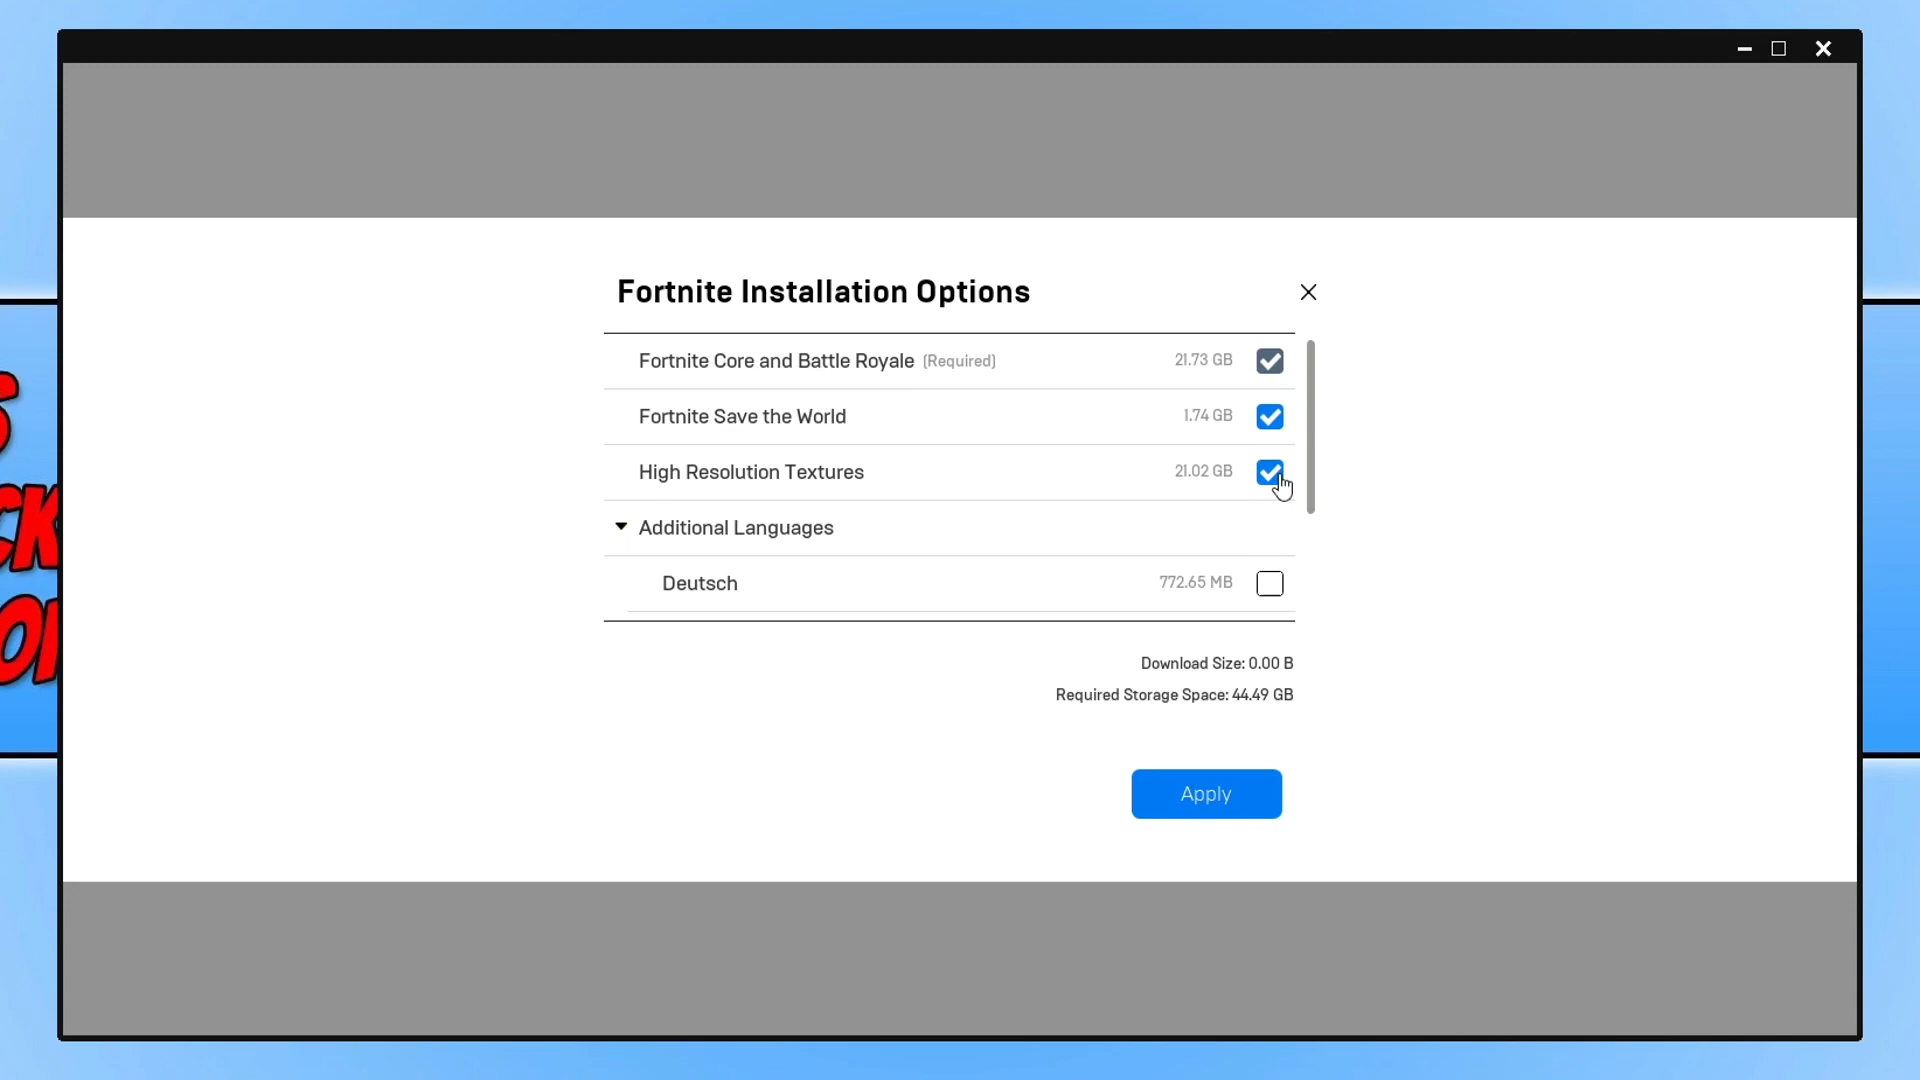 Fortnite Installation Options
Fortnite Core and Battle Royale (Required) 21.73 GB
Fortnite Save the World 1.74 GB
High Resolution Textures 21.02 GB
Additional Languages
Deutsch 772.65 MB
Download Size: 0.00 B
Required Storage Space: 44.49 GB
Apply